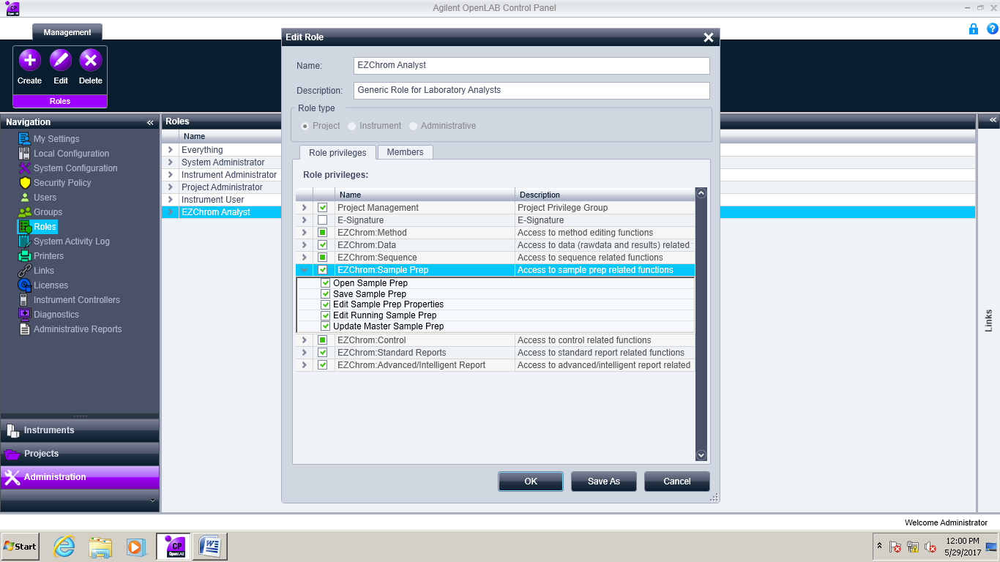 CP
Agilent OpenLAB Control Panel
Management
Create Edit Delete
Roles
Navigation
My Settings
Local Configuration
System Configuration
Security Policy
Users
Groups
Roles
System Activity Log
Printers
Links
Licenses
Instrument Controllers
Diagnostics
Administrative Reports
Instruments
Projects
Administration
Roles
Name
Everything
System Administrator
Instrument Administrator
Project Administrator
Instrument User
EZChrom Analyst
Edit Role
Name: EZChrom Analyst
Description: Generic Role for Laboratory Analysts
Role type
Project Instrument Administrative
Role privileges Members
Role privileges:
Name Description
Project Management Project Privilege Group
E-Signature E-Signature
EZChrom:Method Access to method editing functions
EZChrom:Data Access to data (rawdata and results) related
EZChrom:Sequence Access to sequence related functions
EZChrom:Sample Prep Access to sample prep related functions
Open Sample Prep
Save Sample Prep
Edit Sample Prep Properties
Edit Running Sample Prep
Update Master Sample Prep
EZChrom:Control Access to control related functions
EZChrom:Standard Reports Access to standard report related functions
EZChrom:Advanced/Intelligent Report Access to advanced/intelligent report related
OK Save As Cancel
Links
Welcome Administrator
Start
CP
OpenLAB
12:00 PM
5/29/2017